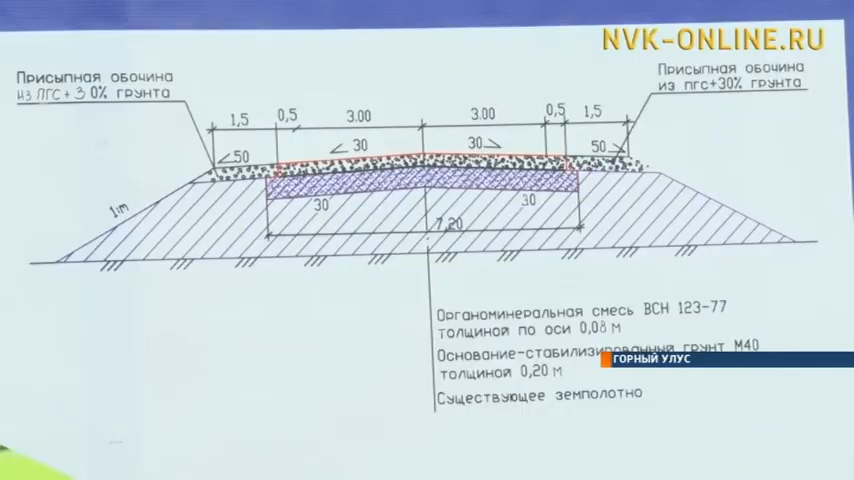 NVK-ONLINE.RU
Присыпная обочина
из пгс+30% грунта
Присыпная обочина
из пгс+30% грунта
1,5 0,5 3.00 3.00 0,5 1,5
50 30 30 50
1:m
30 30
7,20
Органоминеральная смесь ВСН 123-77
толщиной по оси 0,08 м
Основание-стабилизированный грунт М40
толщиной 0,20 м
ГОРНЫЙ УЛУС
Существующее земполотно